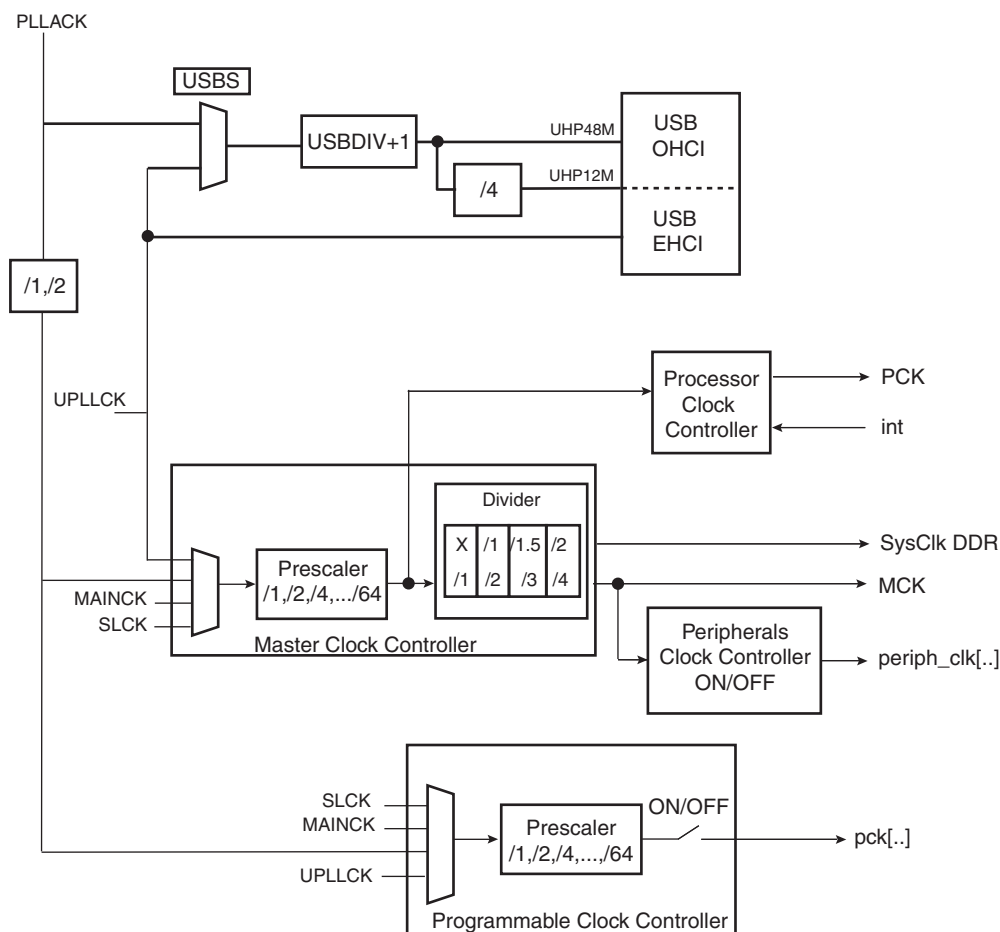 PLLACK
USBS
USBDIV+1
UHP48M
USB
OHCI
/4
UHP12M
USB
EHCI
/1,/2
UPLLCK
Processor
Clock
Controller
PCK
int
Divider
X /1 /1.5 /2
/1 /2 /3 /4
SysClk DDR
Prescaler
/1,/2,/4,.../64
MCK
MAINCK
SLCK
Master Clock Controller
Peripherals
Clock Controller
ON/OFF
periph_clk[..]
SLCK
MAINCK
UPLLCK
Prescaler
/1,/2,/4,...,/64
ON/OFF
pck[..]
Programmable Clock Controller